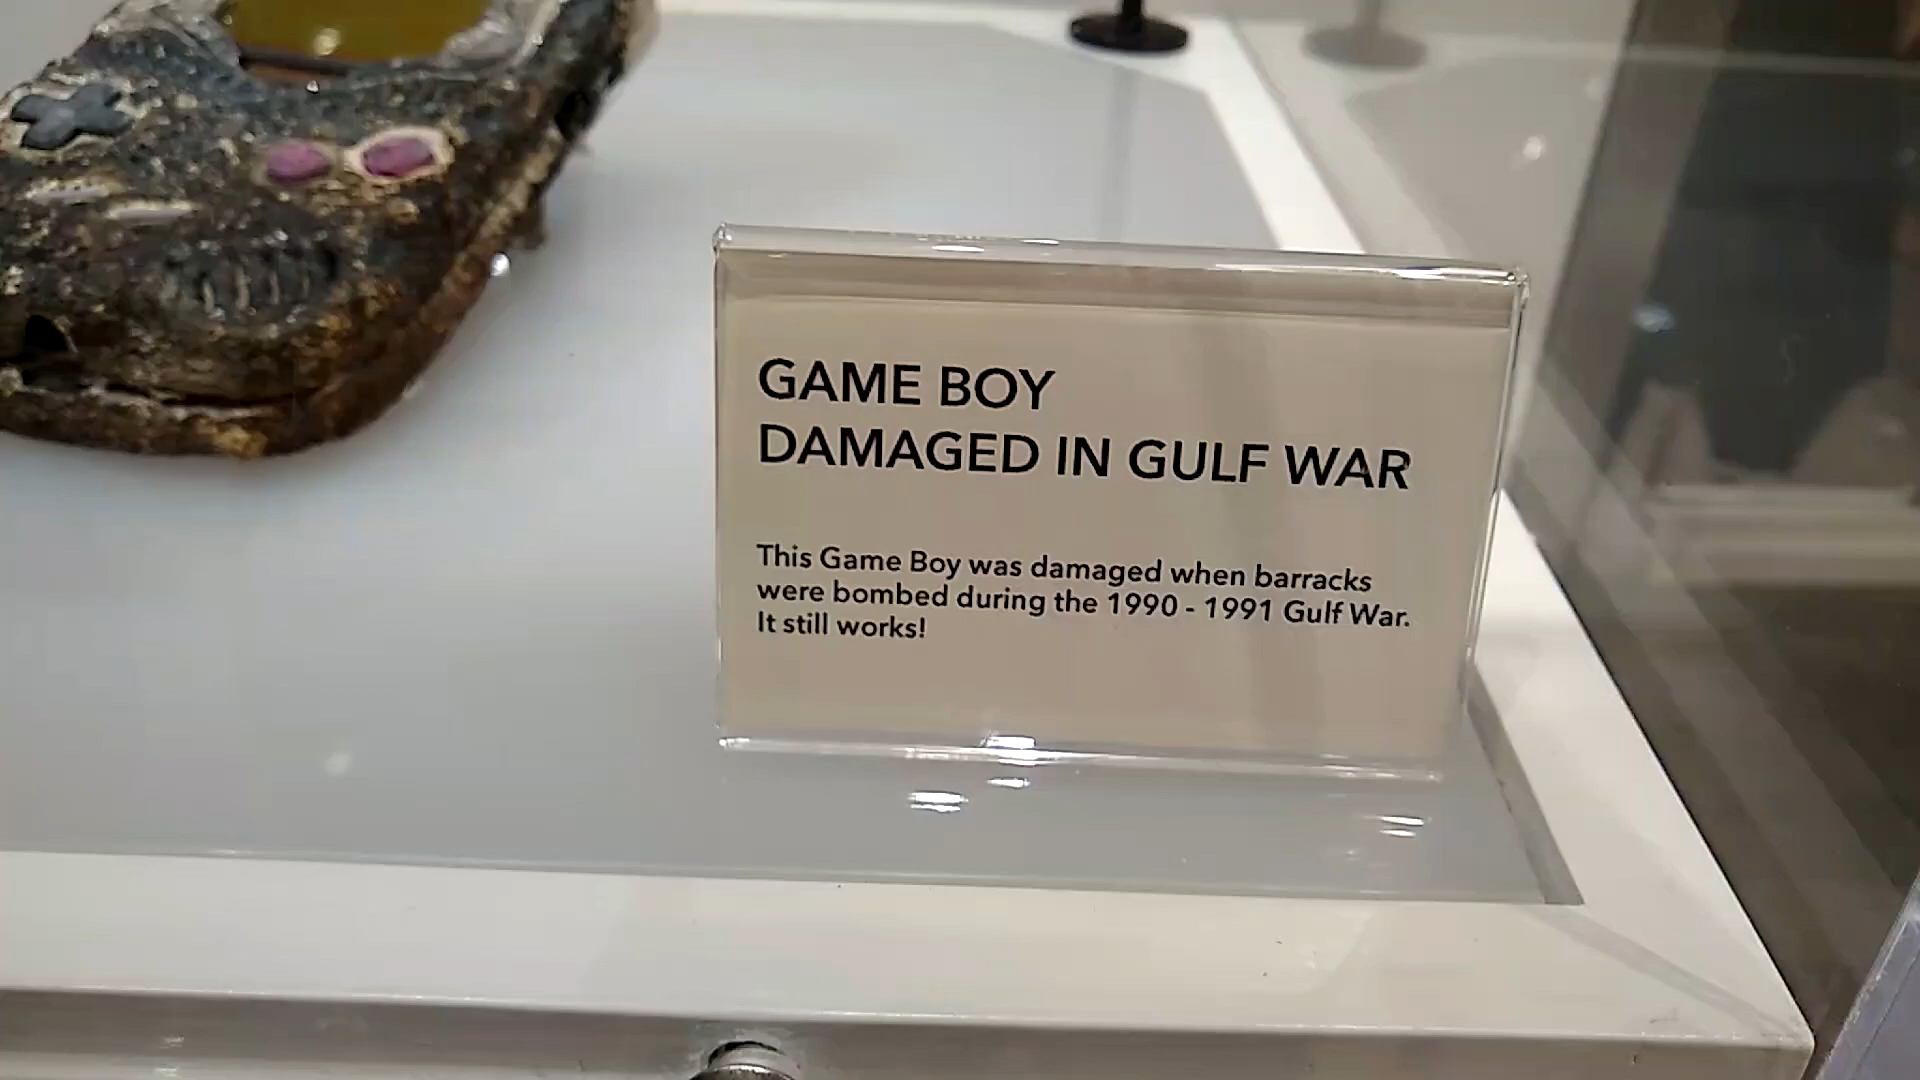 GAME BOY
DAMAGED IN GULF WAR
This Game Boy was damaged when barracks
were bombed during the 1990 - 1991 Gulf War.
It still works!